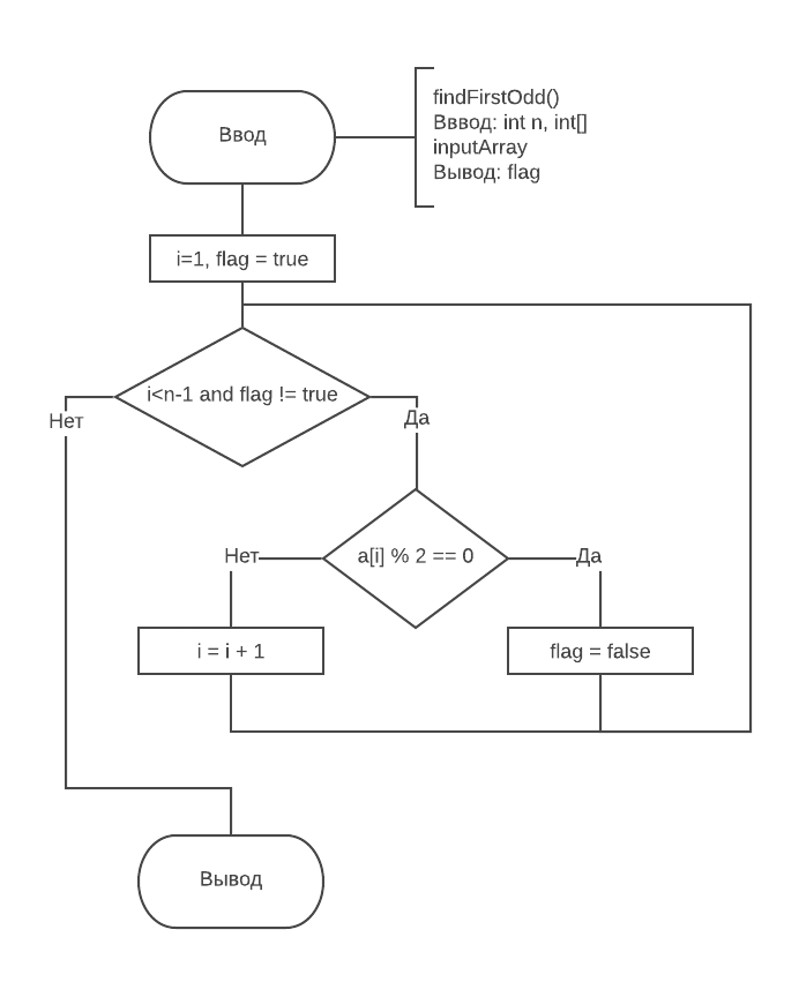 Ввод
findFirstOdd()
Вввод: int n, int[]
inputArray
Вывод: flag
i=1, flag = true
i<n-1 and flag != true
Нет
Да
a[i] % 2 == 0
Нет
Да
i = i + 1
flag = false
Вывод